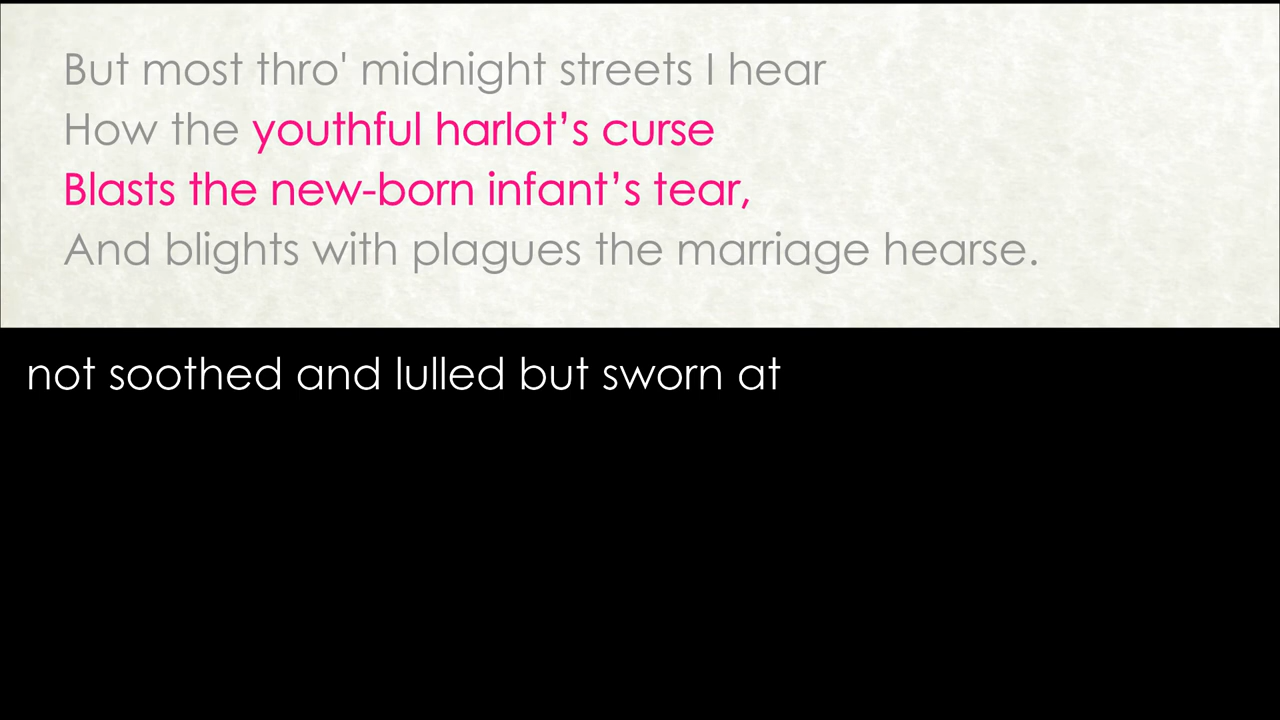 But most thro' midnight streets I hear
How the youthful harlot’s curse
Blasts the new-born infant’s tear,
And blights with plagues the marriage hearse.
not soothed and lulled but sworn at